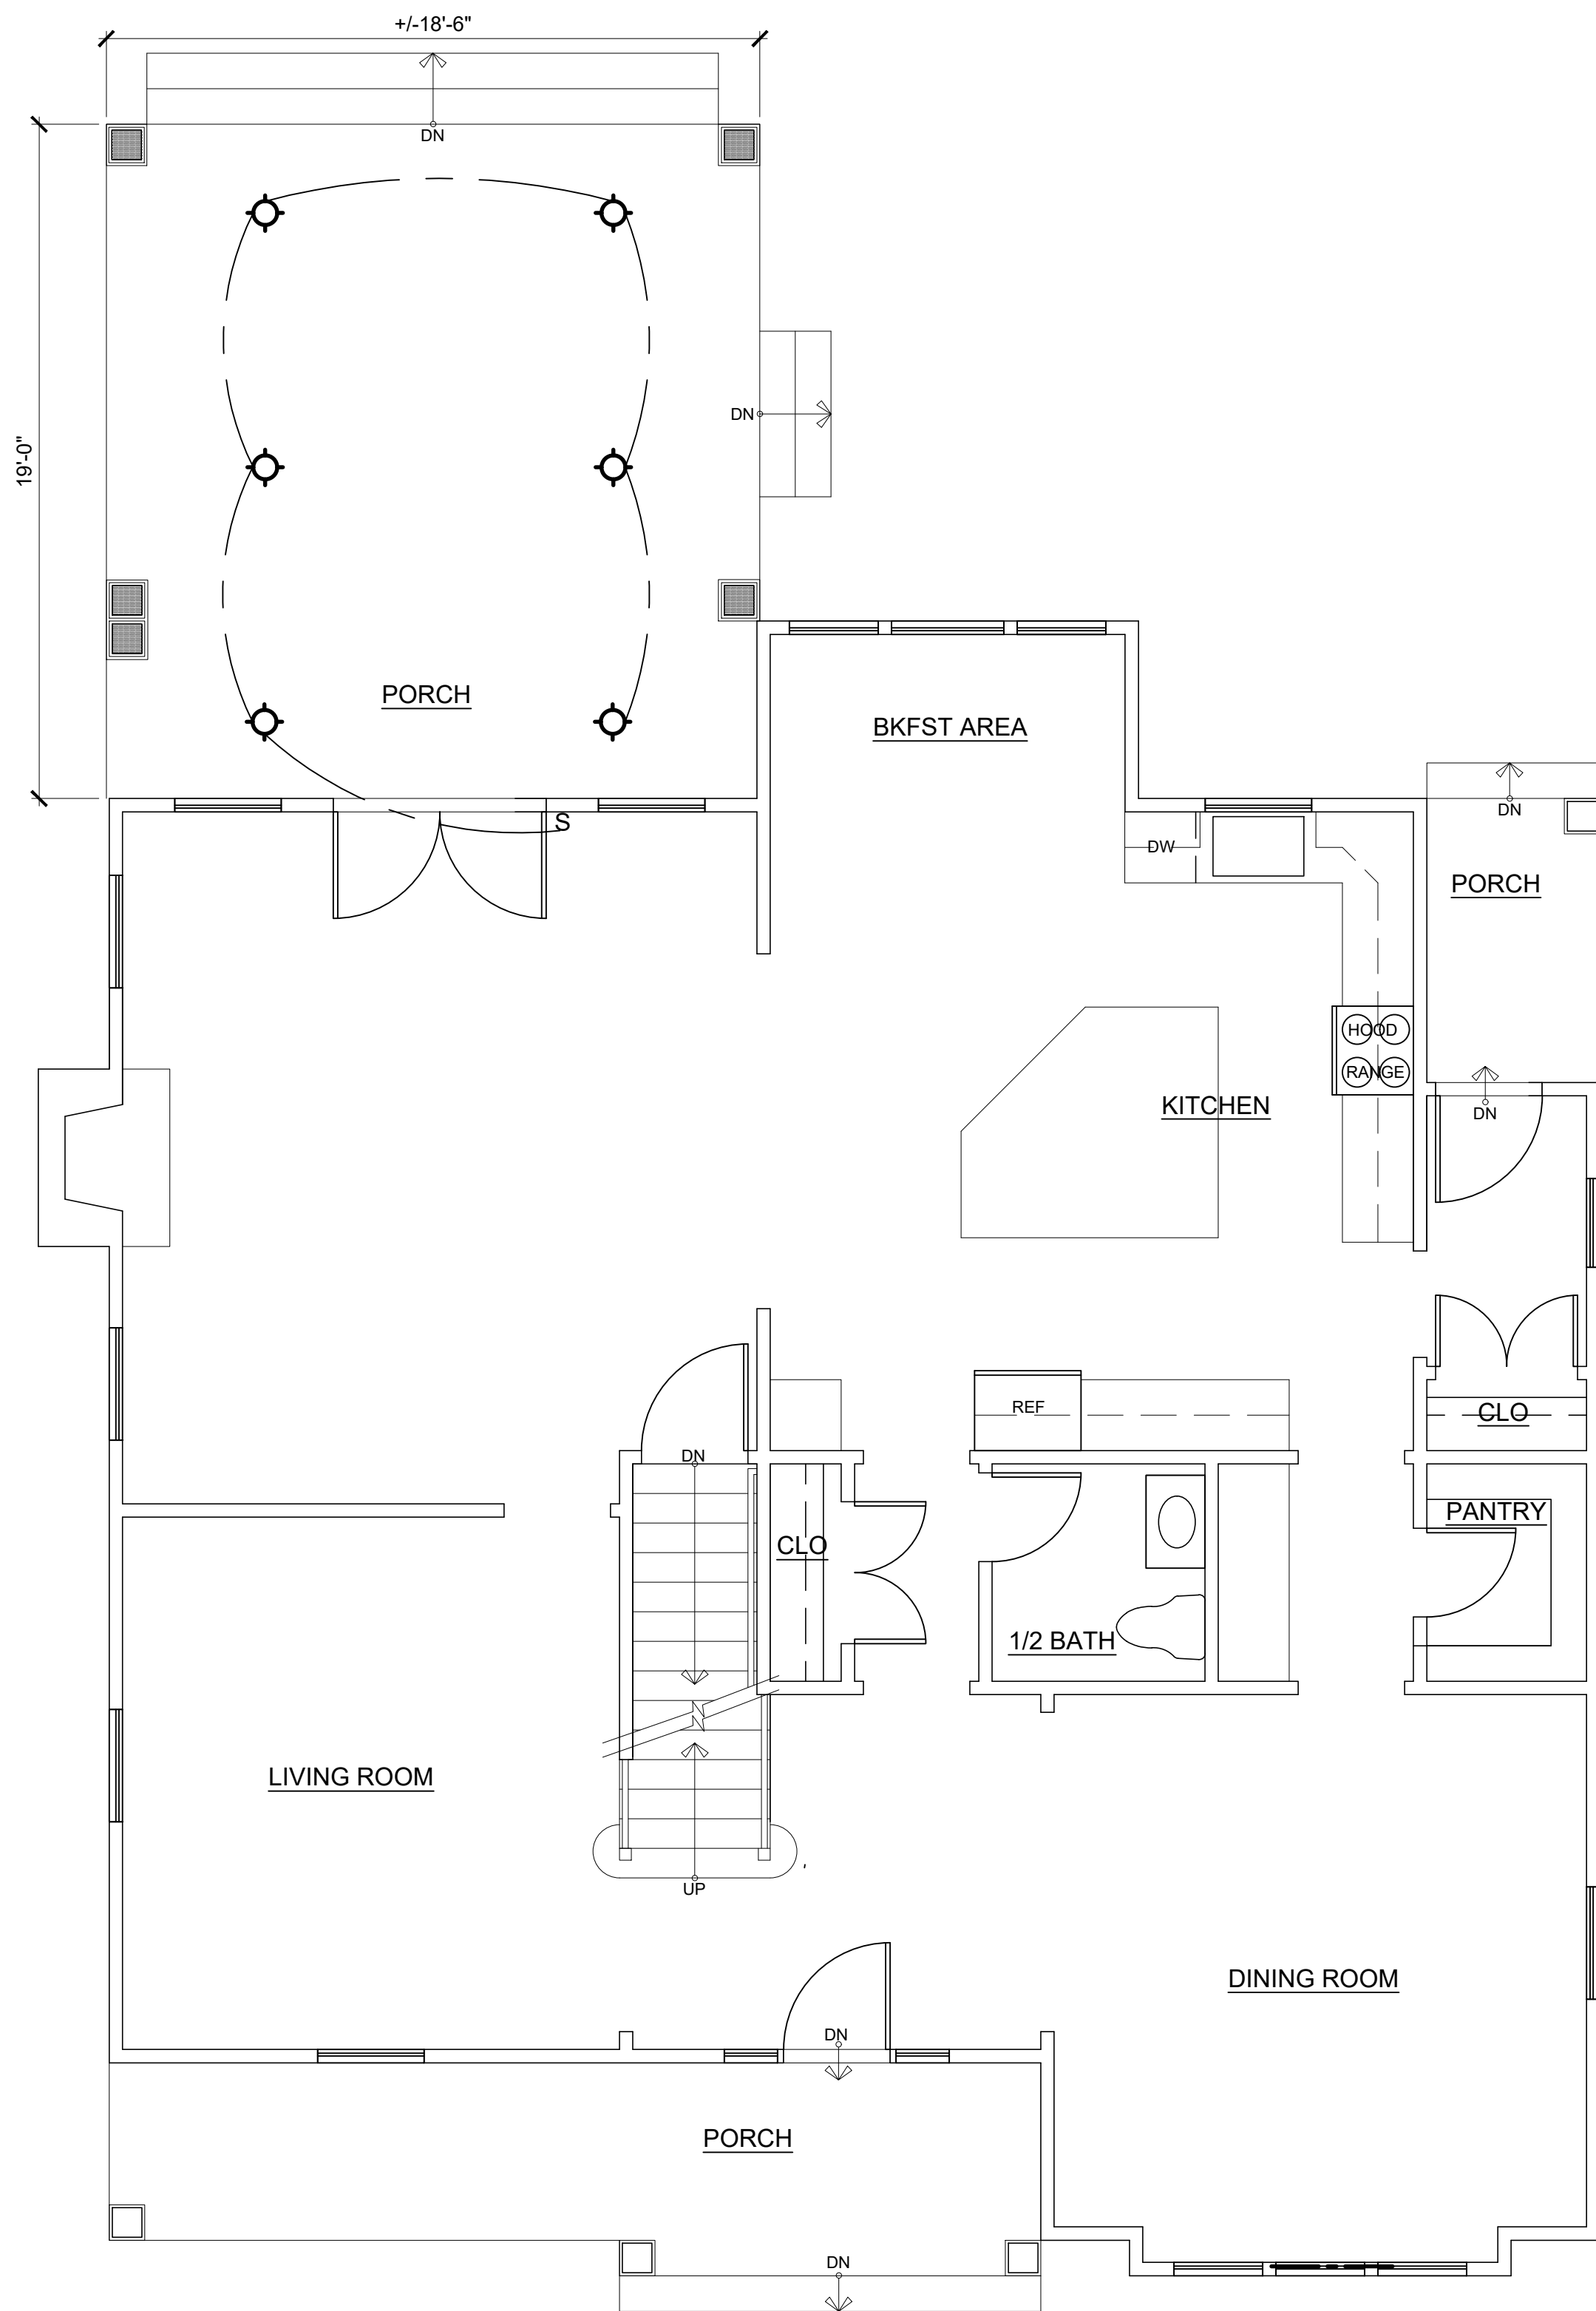 +/-18'-6"
DN
DN
19'-0"
PORCH
BKFST AREA
S
DN
DW
PORCH
HOOD
RANGE
KITCHEN
DN
REF
CLO
DN
PANTRY
CLO
1/2 BATH
LIVING ROOM
UP
DINING ROOM
DN
PORCH
DN